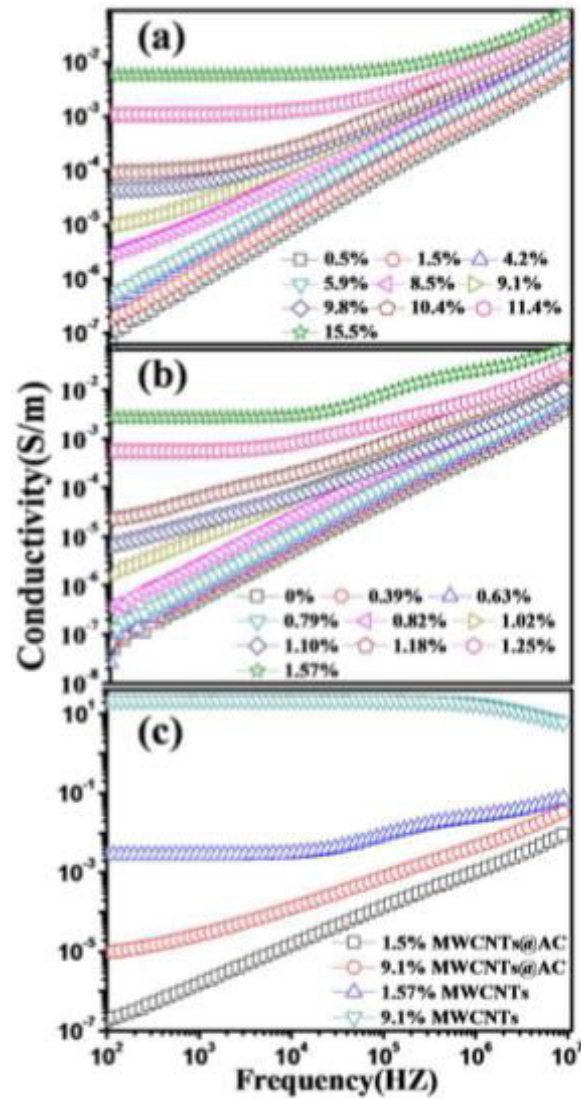 (a)
10⁻²
10⁻³
10⁻⁴
10⁻⁵
10⁻⁶
10⁻⁷
0.5% 1.5% 4.2%
5.9% 8.5% 9.1%
9.8% 10.4% 11.4%
15.5%
(b)
10⁻²
10⁻³
10⁻⁴
10⁻⁵
10⁻⁶
10⁻⁷
10⁻⁸
0% 0.39% 0.63%
0.79% 0.82% 1.02%
1.10% 1.18% 1.25%
1.57%
Conductivity(S/m)
(c)
10¹
10⁻¹
10⁻³
10⁻⁵
10⁻⁷
1.5% MWCNTs@AC
9.1% MWCNTs@AC
1.57% MWCNTs
9.1% MWCNTs
10² 10³ 10⁴ 10⁵ 10⁶ 10⁷
Frequency(HZ)